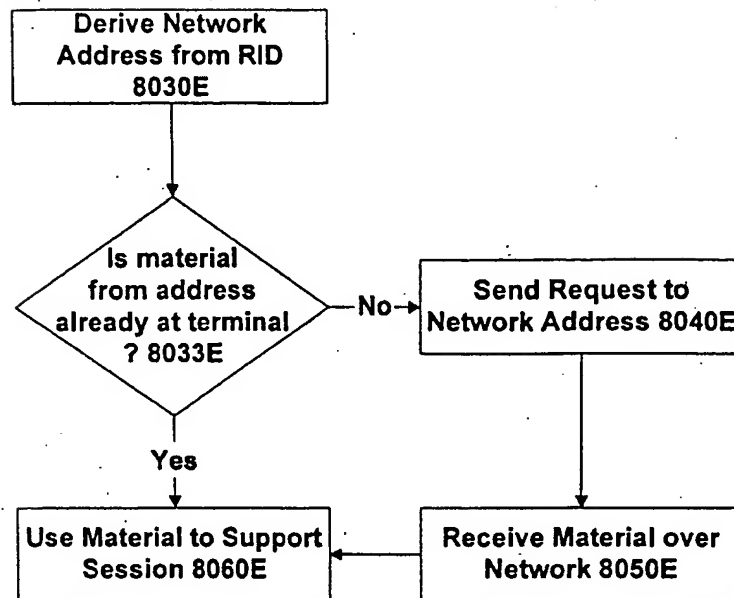 Derive Network
Address from RID
8030E
Is material
from address
already at terminal
? 8033E
No
Send Request to
Network Address 8040E
Yes
Use Material to Support
Session 8060E
Receive Material over
Network 8050E